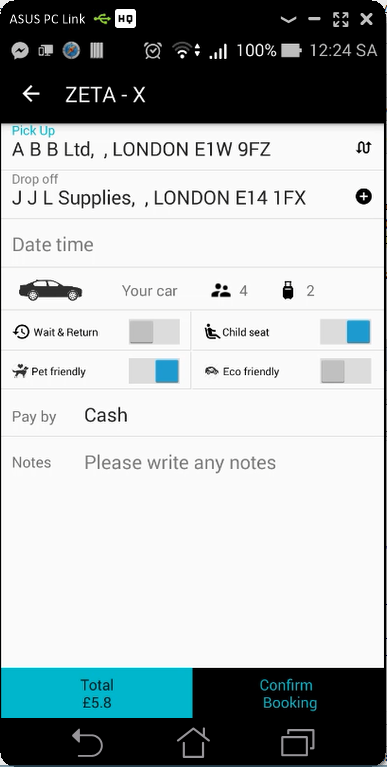 ASUS PC Link HQ
100% 12:24 SA
ZETA - X
Pick Up
A B B Ltd, , LONDON E1W 9FZ
Drop off
J J L Supplies, , LONDON E14 1FX
Date time
Your car 4 2
Wait & Return Child seat
Pet friendly Eco friendly
Pay by Cash
Notes Please write any notes
Total Confirm
£5.8 Booking